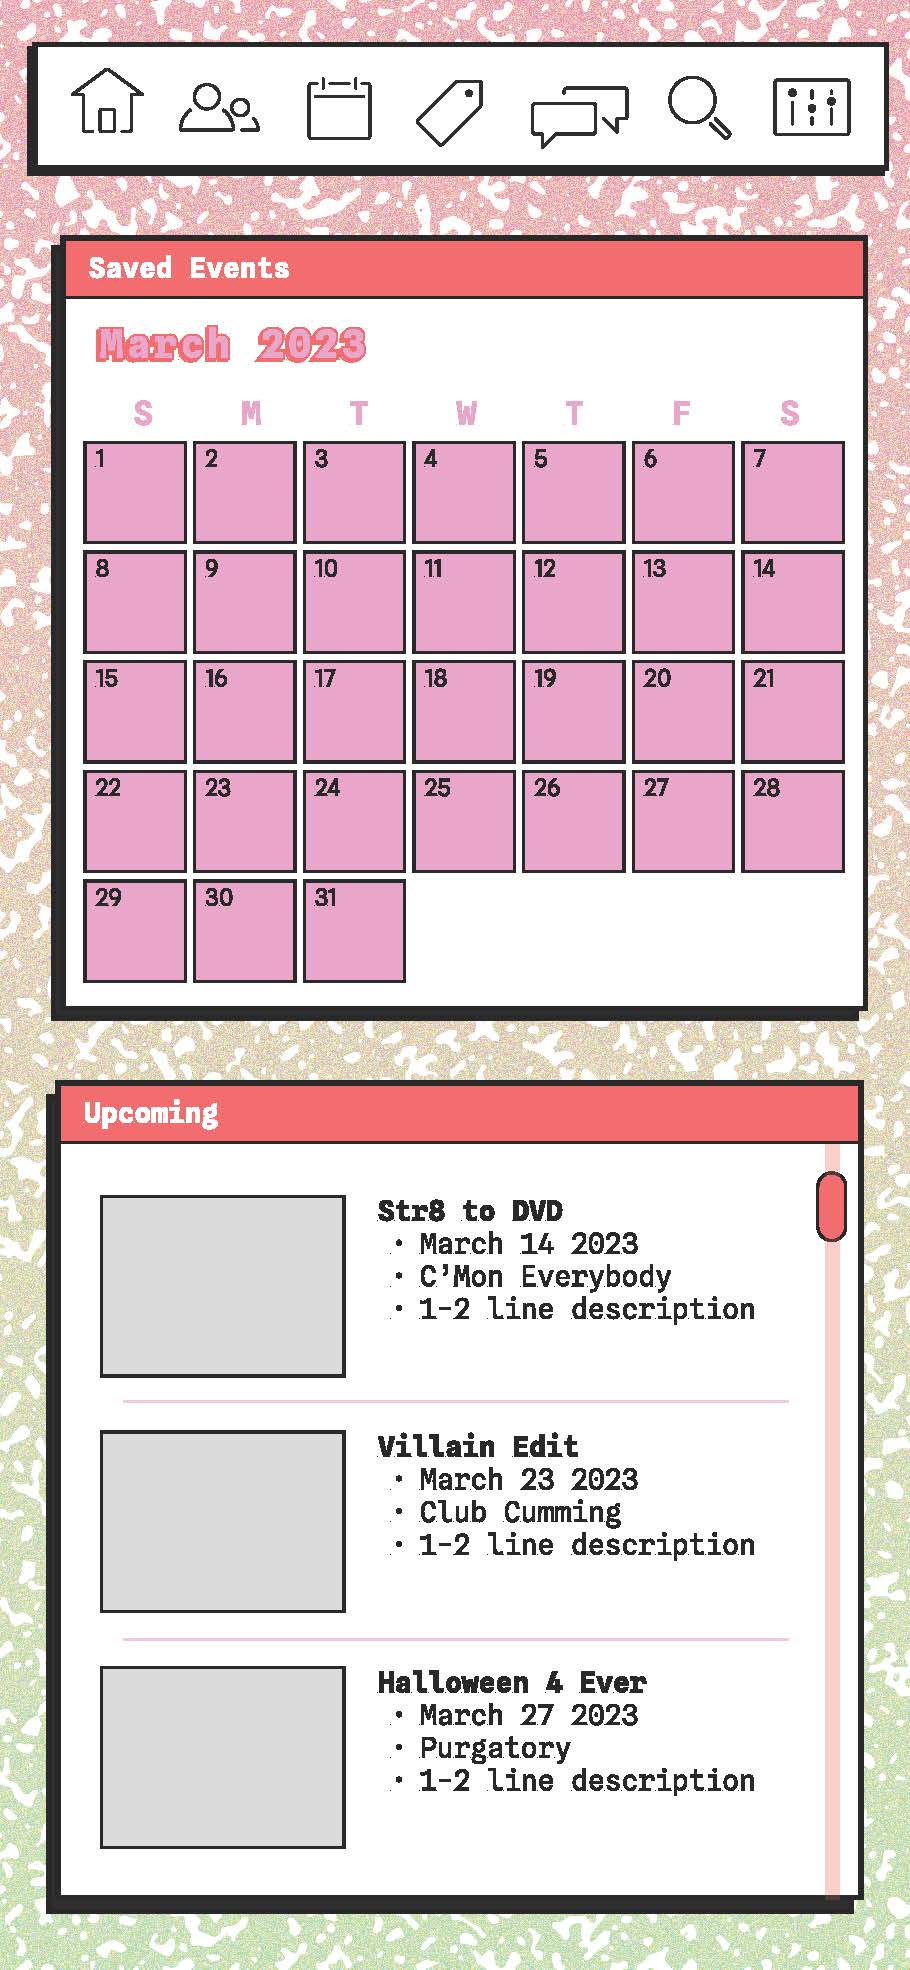 Saved Events
March 2023
S M T W T F S
1 2 3 4 5 6 7
8 9 10 11 12 13 14
15 16 17 18 19 20 21
22 23 24 25 26 27 28
29 30 31
Upcoming
Str8 to DVD
• March 14 2023
• C’Mon Everybody
• 1-2 line description
Villain Edit
• March 23 2023
• Club Cumming
• 1-2 line description
Halloween 4 Ever
• March 27 2023
• Purgatory
• 1-2 line description